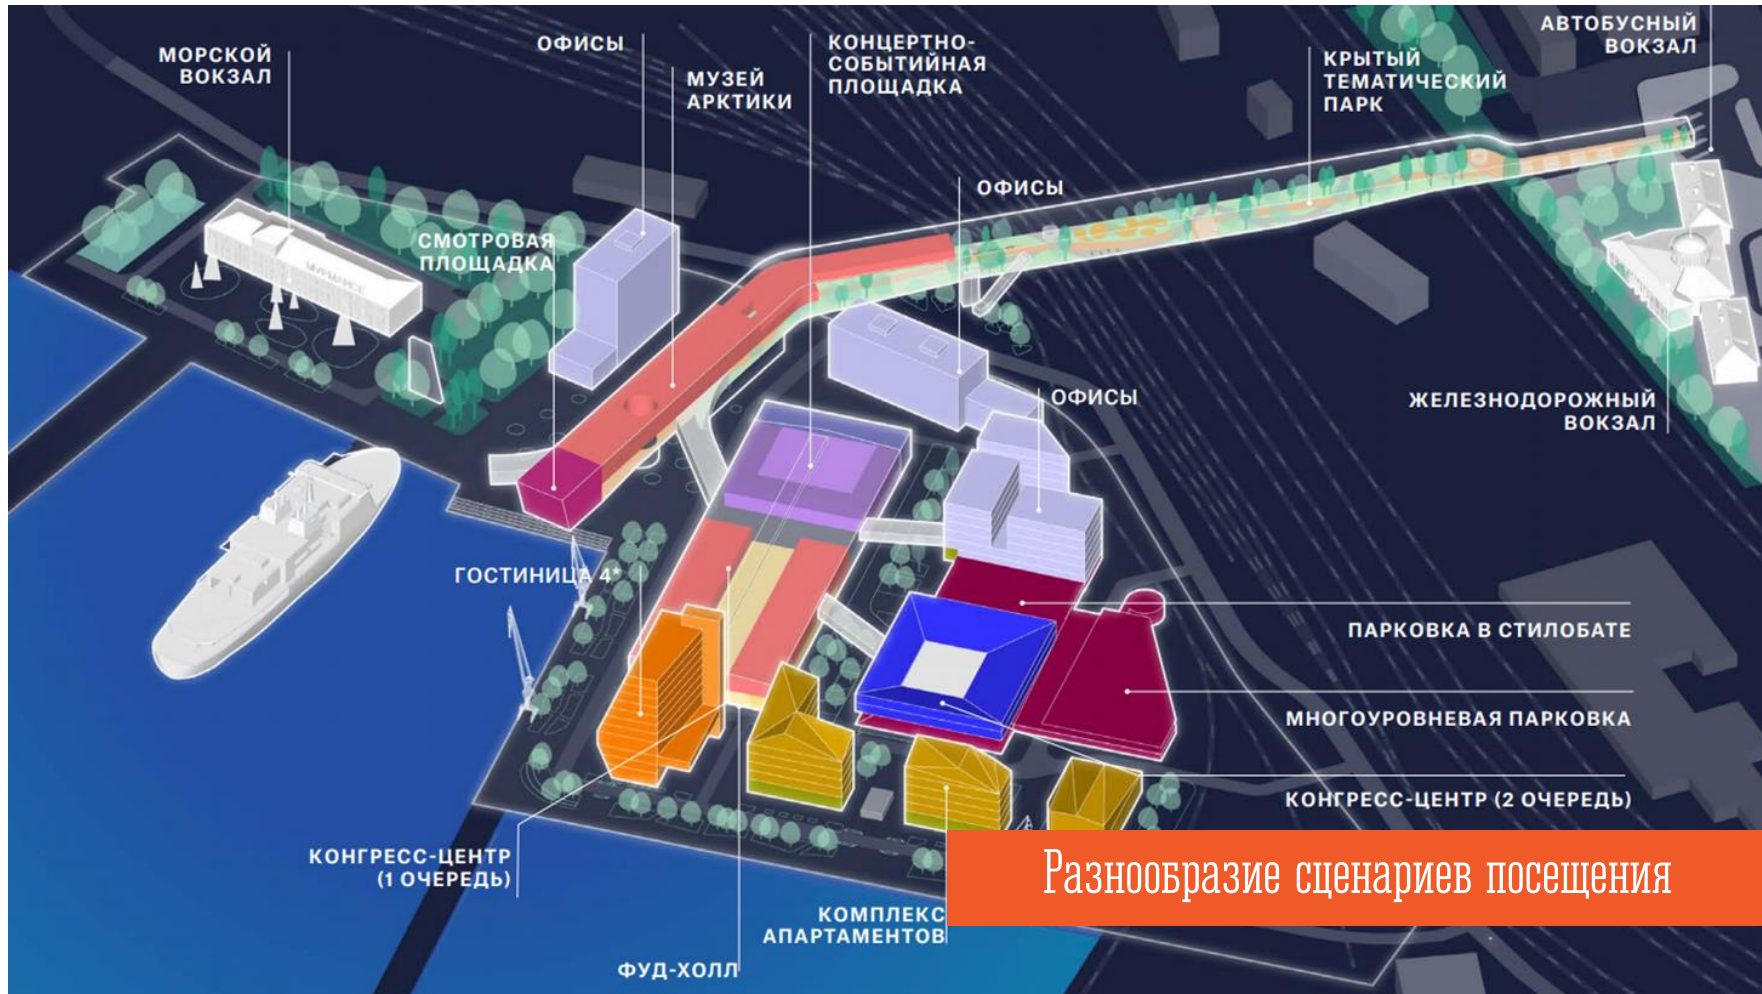 АВТОБУСНЫЙ
ВОКЗАЛ
МОРСКОЙ
ВОКЗАЛ
ОФИСЫ
МУЗЕЙ
АРКТИКИ
КОНЦЕРТНО-
СОБЫТИЙНАЯ
ПЛОЩАДКА
КРЫТЫЙ
ТЕМАТИЧЕСКИЙ
ПАРК
ОФИСЫ
СМОТРОВАЯ
ПЛОЩАДКА
МУРМАНСК
ОФИСЫ
ЖЕЛЕЗНОДОРОЖНЫЙ
ВОКЗАЛ
ГОСТИНИЦА 4*
ПАРКОВКА В СТИЛОБАТЕ
МНОГОУРОВНЕВАЯ ПАРКОВКА
КОНГРЕСС-ЦЕНТР (2 ОЧЕРЕДЬ)
КОНГРЕСС-ЦЕНТР
(1 ОЧЕРЕДЬ)
Разнообразие сценариев посещения
КОМПЛЕКС
АПАРТАМЕНТОВ
ФУД-ХОЛЛ